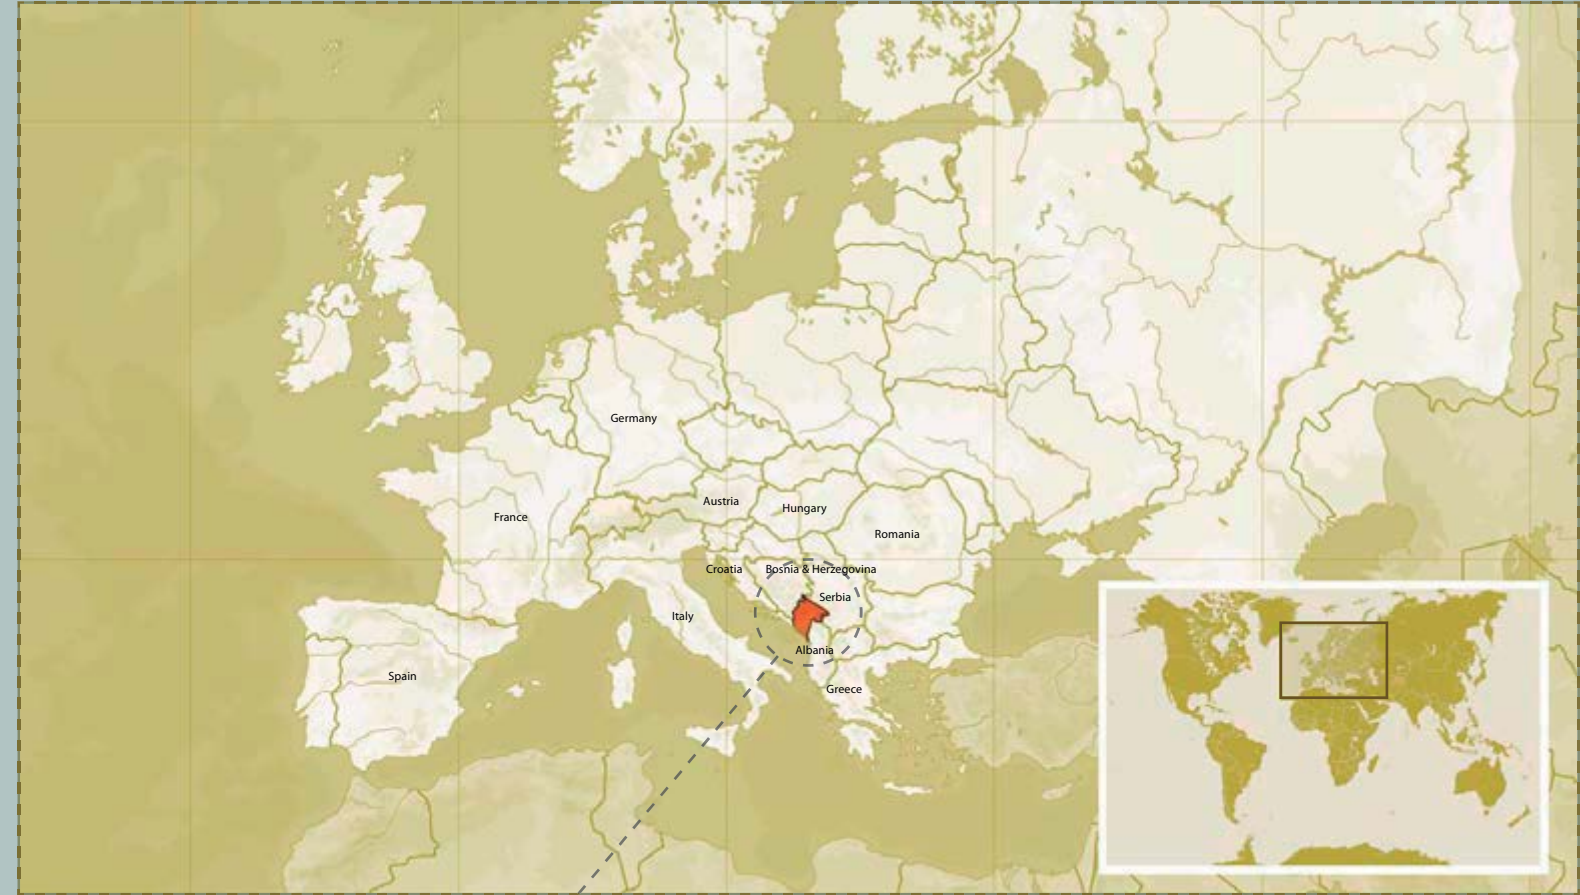 Germany
Austria
Hungary
France
Romania
Croatia
Bosnia & Herzegovina
Serbia
Italy
Albania
Spain
Greece